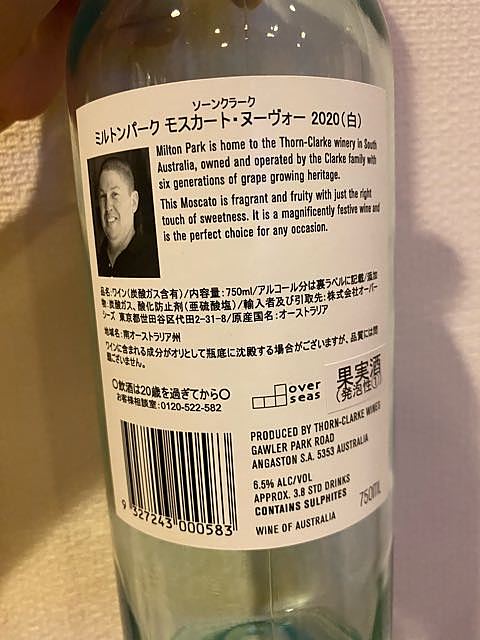 ソーンクラーク
ミルトンパーク モスカート・ヌーヴォー 2020(白)
Milton Park is home to the Thorn-Clarke winery in South
Australia, owned and operated by the Clarke family with
six generations of grape growing heritage.
This Moscato is fragrant and fruity with just the right
touch of sweetness. It is a magnificently festive wine and
is the perfect choice for any occasion.
品名:ワイン(炭酸ガス含有)/内容量:750ml/アルコール分は裏ラベルに記載/添加
物:炭酸ガス、酸化防止剤(亜硫酸塩)/輸入者及び引取先:株式会社オーバー
シーズ 東京都世田谷区代田2-31-8/原産国名:オーストラリア
地域名:南オーストラリア州
ワインに含まれる成分がオリとして瓶底に沈殿する場合がございますが、品質には問
題ございません。
〇飲酒は20歳を過ぎてから〇
お客様相談室:0120-522-582
over
seas
果実酒
(発泡性①)
PRODUCED BY THORN-CLARKE WINES
GAWLER PARK ROAD
ANGASTON S.A. 5353 AUSTRALIA
6.5% ALC/VOL
APPROX. 3.8 STD DRINKS
CONTAINS SULPHITES
750mL
WINE OF AUSTRALIA
9 327243 000583